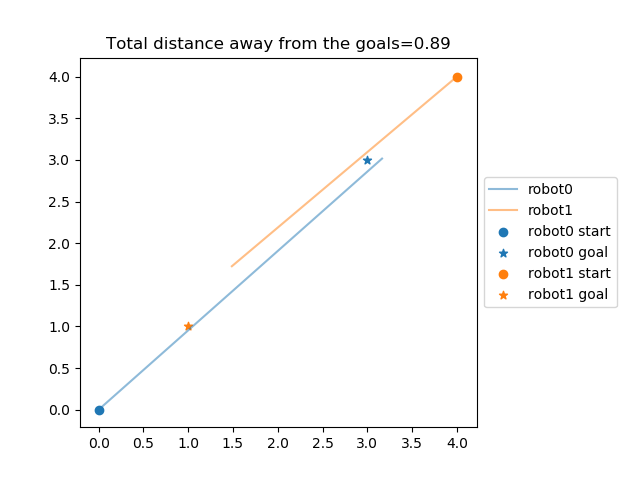 Total distance away from the goals=0.89
4.0
3.5
3.0
2.5
2.0
1.5
1.0
0.5
0.0
0.0 0.5 1.0 1.5 2.0 2.5 3.0 3.5 4.0
robot0
robot1
robot0 start
robot0 goal
robot1 start
robot1 goal